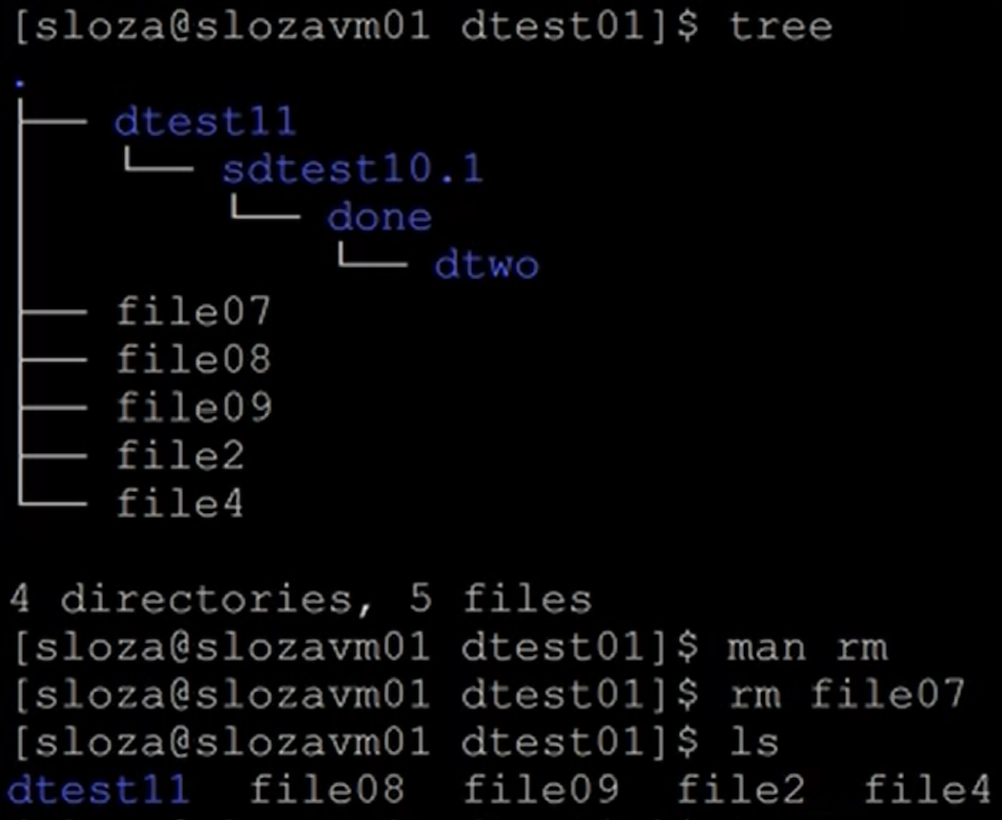 [sloza@slozavm01 dtest01]$ tree
.
├── dtest11
│   └── sdtest10.1
│       └── done
│           └── dtwo
├── file07
├── file08
├── file09
├── file2
└── file4
4 directories, 5 files
[sloza@slozavm01 dtest01]$ man rm
[sloza@slozavm01 dtest01]$ rm file07
[sloza@slozavm01 dtest01]$ ls
dtest11  file08  file09  file2  file4